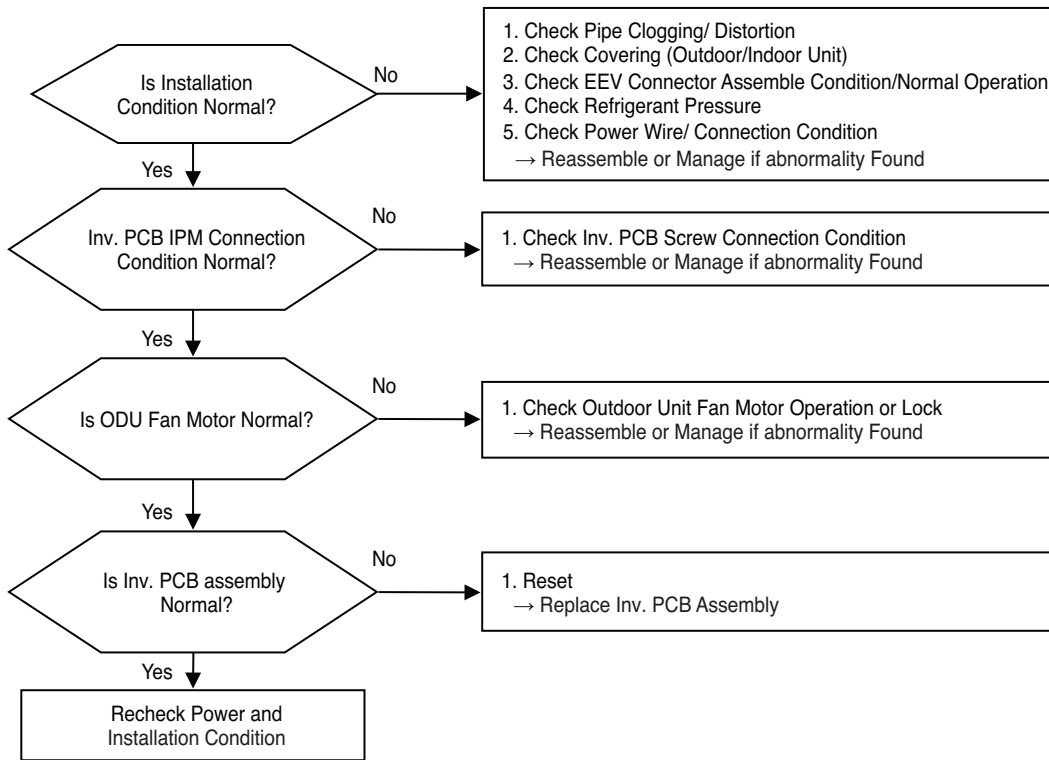 Is Installation
Condition Normal?
No
1. Check Pipe Clogging/ Distortion
2. Check Covering (Outdoor/Indoor Unit)
3. Check EEV Connector Assemble Condition/Normal Operation
4. Check Refrigerant Pressure
5. Check Power Wire/ Connection Condition
→ Reassemble or Manage if abnormality Found
Yes
Inv. PCB IPM Connection
Condition Normal?
No
1. Check Inv. PCB Screw Connection Condition
→ Reassemble or Manage if abnormality Found
Yes
Is ODU Fan Motor Normal?
No
1. Check Outdoor Unit Fan Motor Operation or Lock
→ Reassemble or Manage if abnormality Found
Yes
Is Inv. PCB assembly
Normal?
No
1. Reset
→ Replace Inv. PCB Assembly
Yes
Recheck Power and
Installation Condition